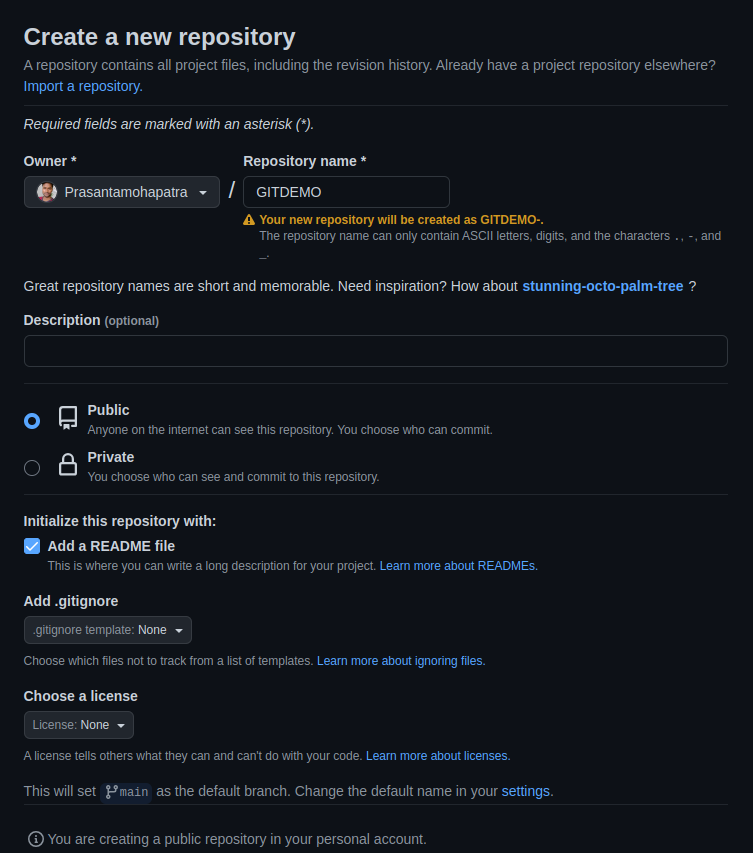 Create a new repository
A repository contains all project files, including the revision history. Already have a project repository elsewhere?
Import a repository.
Required fields are marked with an asterisk (*).
Owner *
Repository name *
Prasantamohapatra
/
GITDEMO
Your new repository will be created as GITDEMO-.
The repository name can only contain ASCII letters, digits, and the characters ., -, and
_.
Great repository names are short and memorable. Need inspiration? How about stunning-octo-palm-tree ?
Description (optional)
Public
Anyone on the internet can see this repository. You choose who can commit.
Private
You choose who can see and commit to this repository.
Initialize this repository with:
Add a README file
This is where you can write a long description for your project. Learn more about READMEs.
Add .gitignore
.gitignore template: None
Choose which files not to track from a list of templates. Learn more about ignoring files.
Choose a license
License: None
A license tells others what they can and can't do with your code. Learn more about licenses.
This will set main as the default branch. Change the default name in your settings.
You are creating a public repository in your personal account.